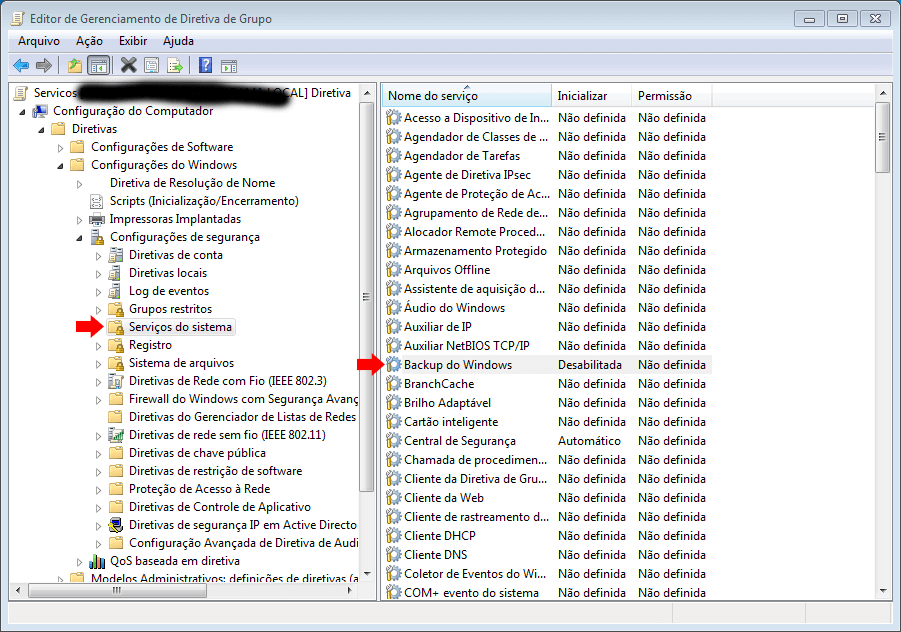 Editor de Gerenciamento de Diretiva de Grupo
Arquivo Ação Exibir Ajuda
Servicos LOCAL] Diretiva
Configuração do Computador
Diretivas
Configurações de Software
Configurações do Windows
Diretiva de Resolução de Nome
Scripts (Inicialização/Encerramento)
Impressoras Implantadas
Configurações de segurança
Diretivas de conta
Diretivas locais
Log de eventos
Grupos restritos
Serviços do sistema
Registro
Sistema de arquivos
Diretivas de Rede com Fio (IEEE 802.3)
Firewall do Windows com Segurança Avanç
Diretivas do Gerenciador de Listas de Redes
Diretivas de rede sem fio (IEEE 802.11)
Diretivas de chave pública
Diretivas de restrição de software
Proteção de Acesso à Rede
Diretivas de Controle de Aplicativo
Diretivas de segurança IP em Active Directo
Configuração Avançada de Diretiva de Audi
QoS baseada em diretiva
Modelos Administrativos: definições de diretivas (a
Nome do serviço Inicializar Permissão
Acesso a Dispositivo de In... Não definida Não definida
Agendador de Classes de ... Não definida Não definida
Agendador de Tarefas Não definida Não definida
Agente de Diretiva IPsec Não definida Não definida
Agente de Proteção de Ac... Não definida Não definida
Agrupamento de Rede de... Não definida Não definida
Alocador Remote Proced... Não definida Não definida
Armazenamento Protegido Não definida Não definida
Arquivos Offline Não definida Não definida
Assistente de aquisição d... Não definida Não definida
Áudio do Windows Não definida Não definida
Auxiliar de IP Não definida Não definida
Auxiliar NetBIOS TCP/IP Não definida Não definida
Backup do Windows Desabilitada Não definida
BranchCache Não definida Não definida
Brilho Adaptável Não definida Não definida
Cartão inteligente Não definida Não definida
Central de Segurança Automático Não definida
Chamada de procedimen... Não definida Não definida
Cliente da Diretiva de Gru... Não definida Não definida
Cliente da Web Não definida Não definida
Cliente de rastreamento d... Não definida Não definida
Cliente DHCP Não definida Não definida
Cliente DNS Não definida Não definida
Coletor de Eventos do Wi... Não definida Não definida
COM+ evento do sistema Não definida Não definida